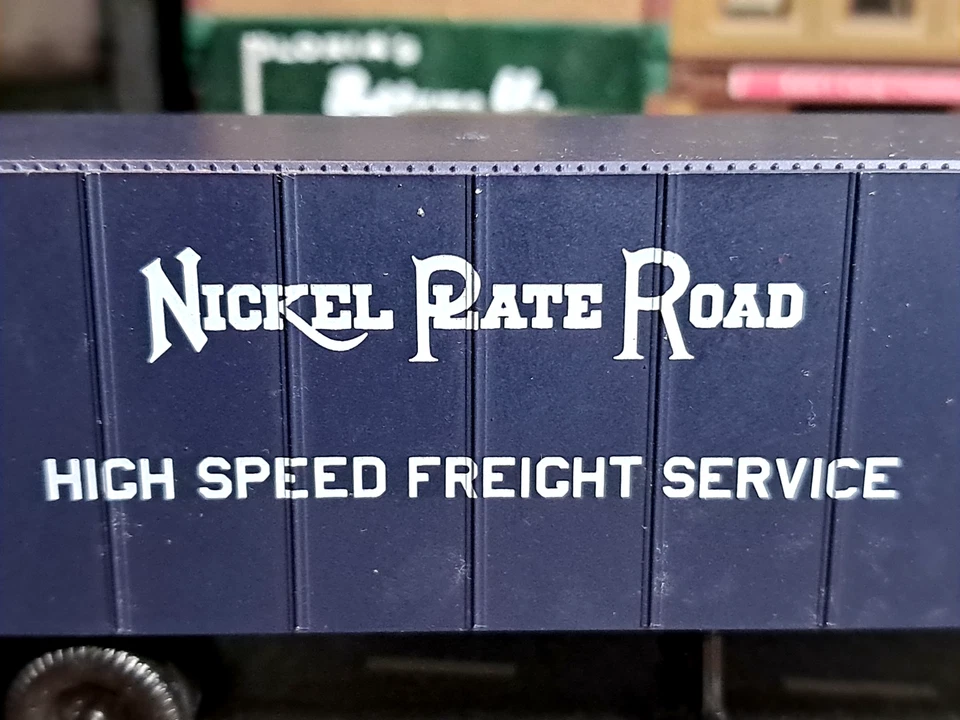 NICKEL PLATE ROAD
HIGH SPEED FREIGHT SERVICE